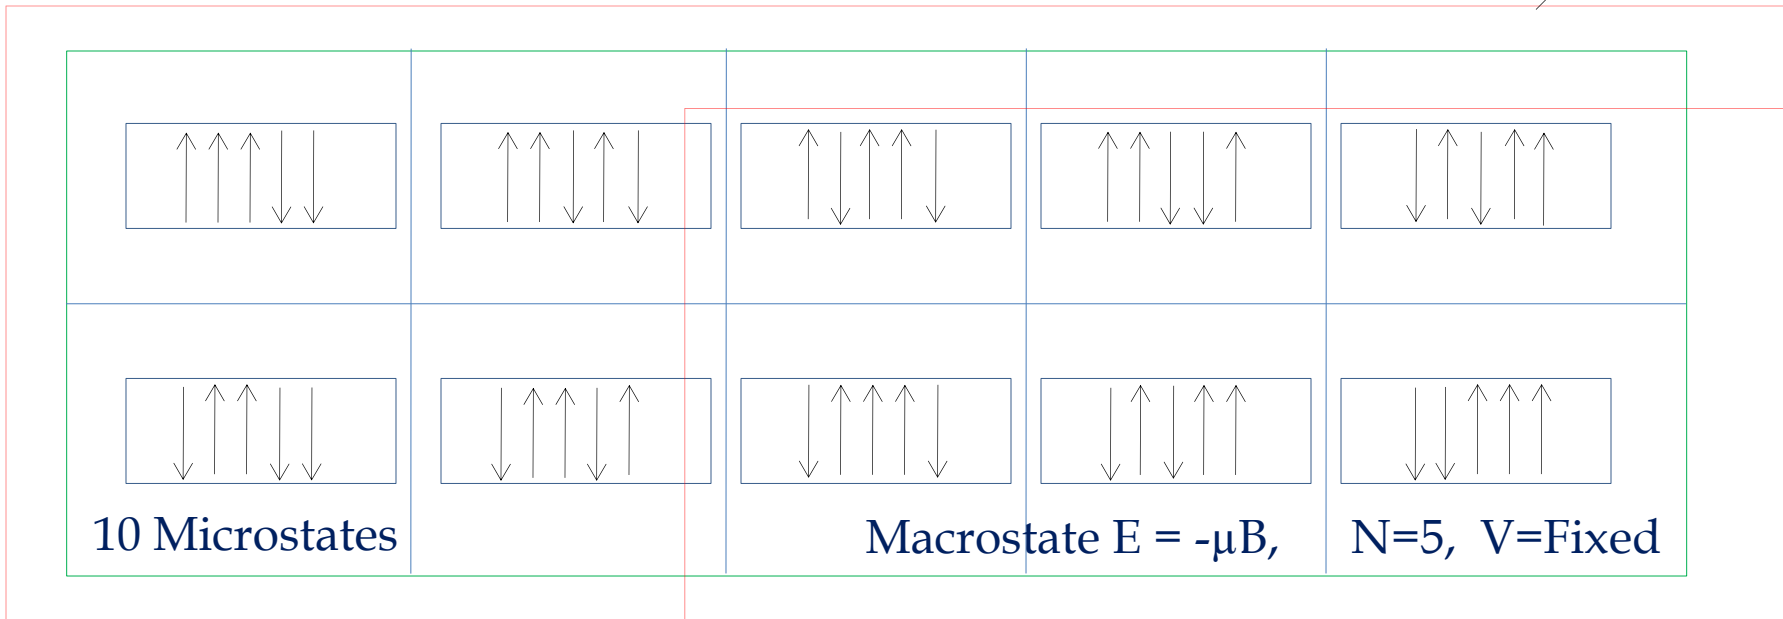 10 Microstates
Macrostate E = -µB, N=5, V=Fixed